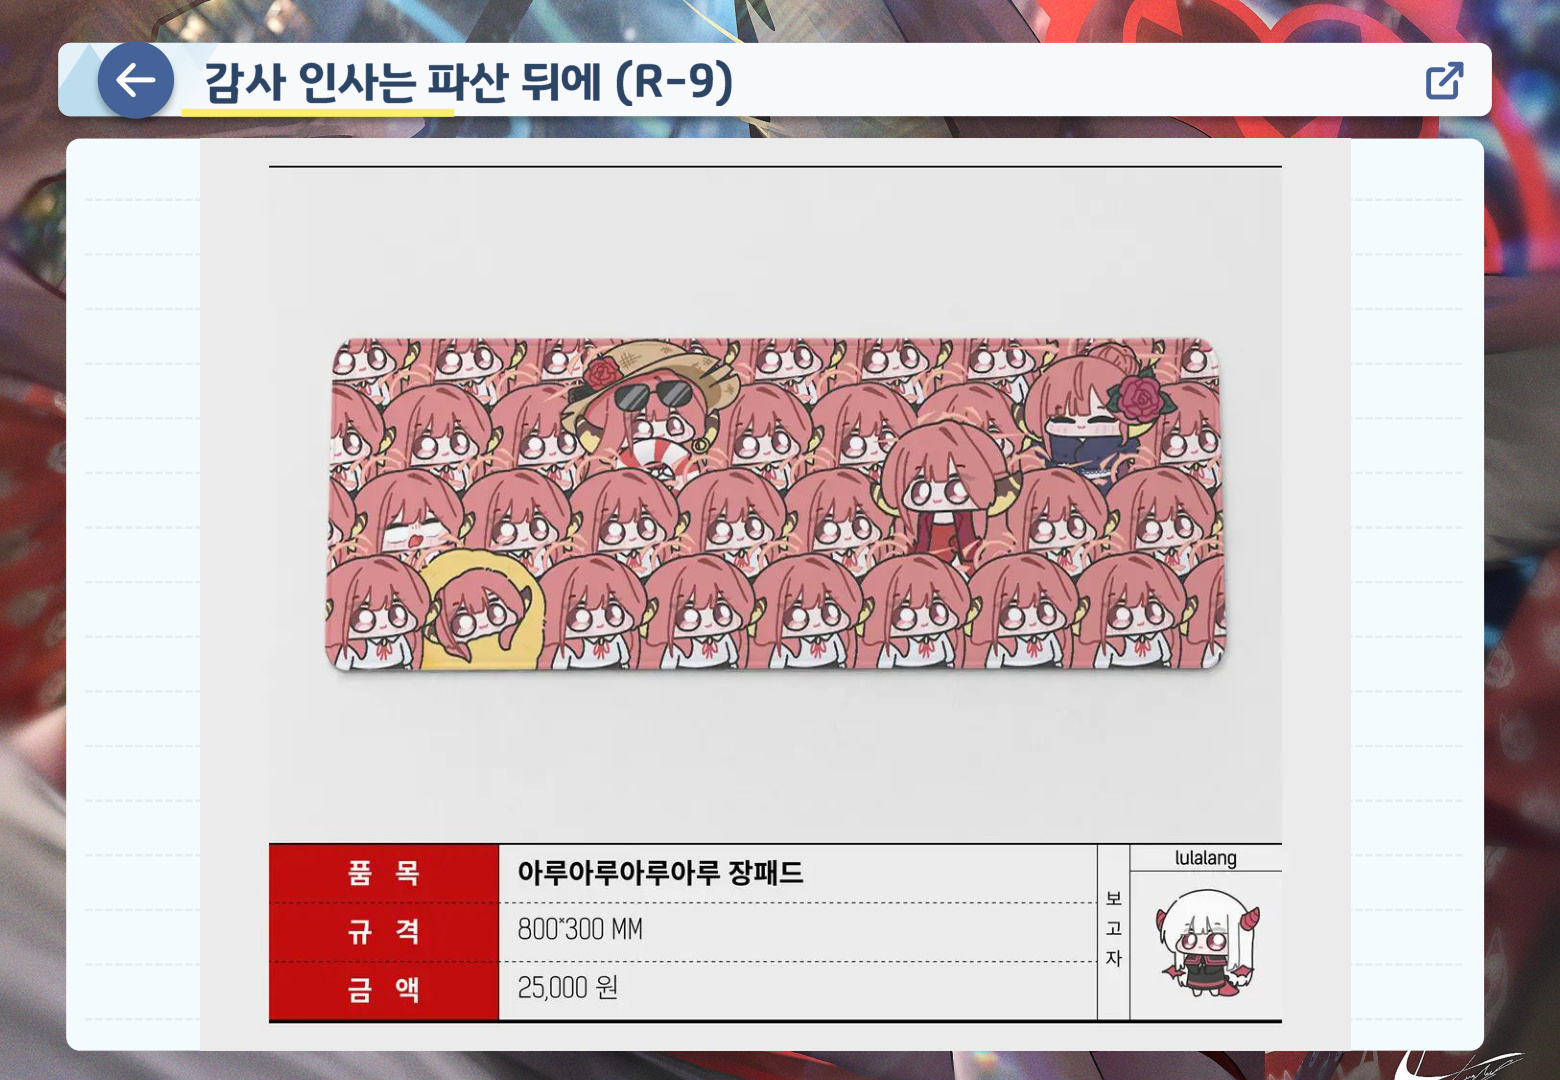 감사 인사는 파산 뒤에 (R-9)
품 목
아루아루아루아루 장패드
규 격
800*300 MM
금 액
25,000 원
보
고
자
lulalang